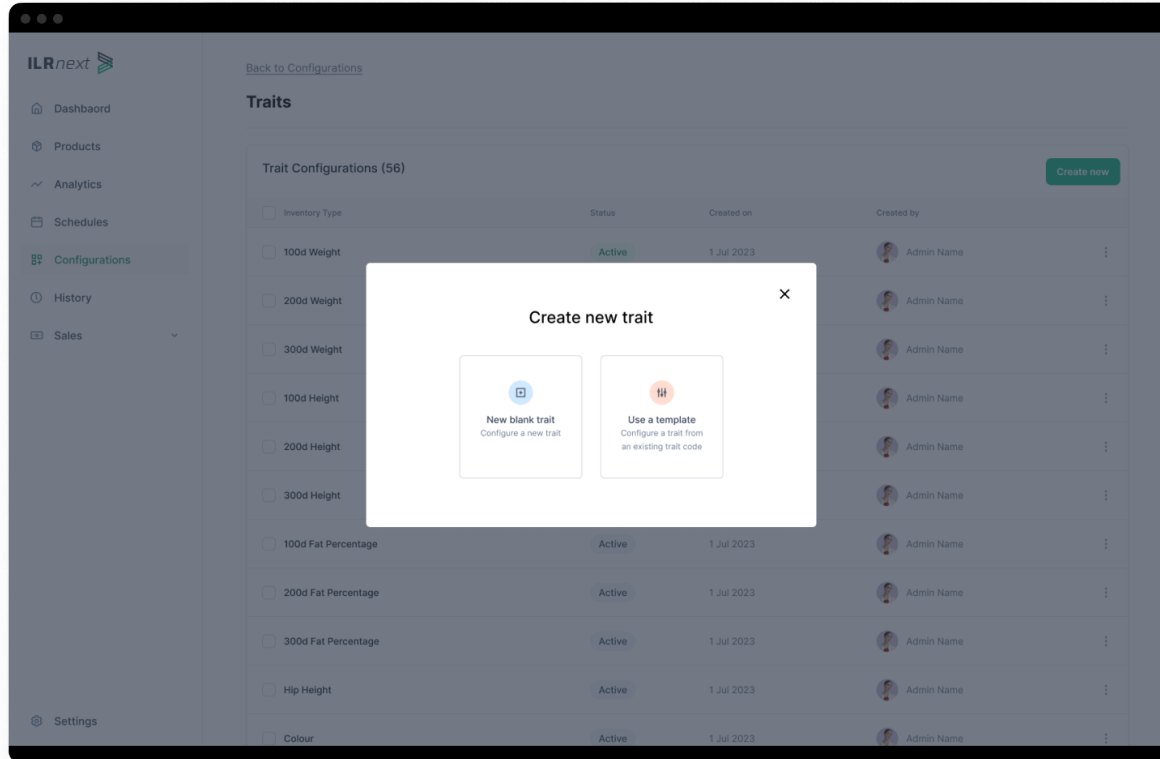 ILRnext
Dashbaord
Products
Analytics
Schedules
Configurations
History
Sales
Settings
Back to Configurations
Traits
Trait Configurations (56)
Create new
Inventory Type Status Created on Created by
100d Weight Active 1 Jul 2023 Admin Name
200d Weight Admin Name
300d Weight Admin Name
100d Height Admin Name
200d Height Admin Name
300d Height Admin Name
100d Fat Percentage Active 1 Jul 2023 Admin Name
200d Fat Percentage Active 1 Jul 2023 Admin Name
300d Fat Percentage Active 1 Jul 2023 Admin Name
Hip Height Active 1 Jul 2023 Admin Name
Colour Active 1 Jul 2023 Admin Name
Create new trait
New blank trait
Configure a new trait
Use a template
Configure a trait from
an existing trait code